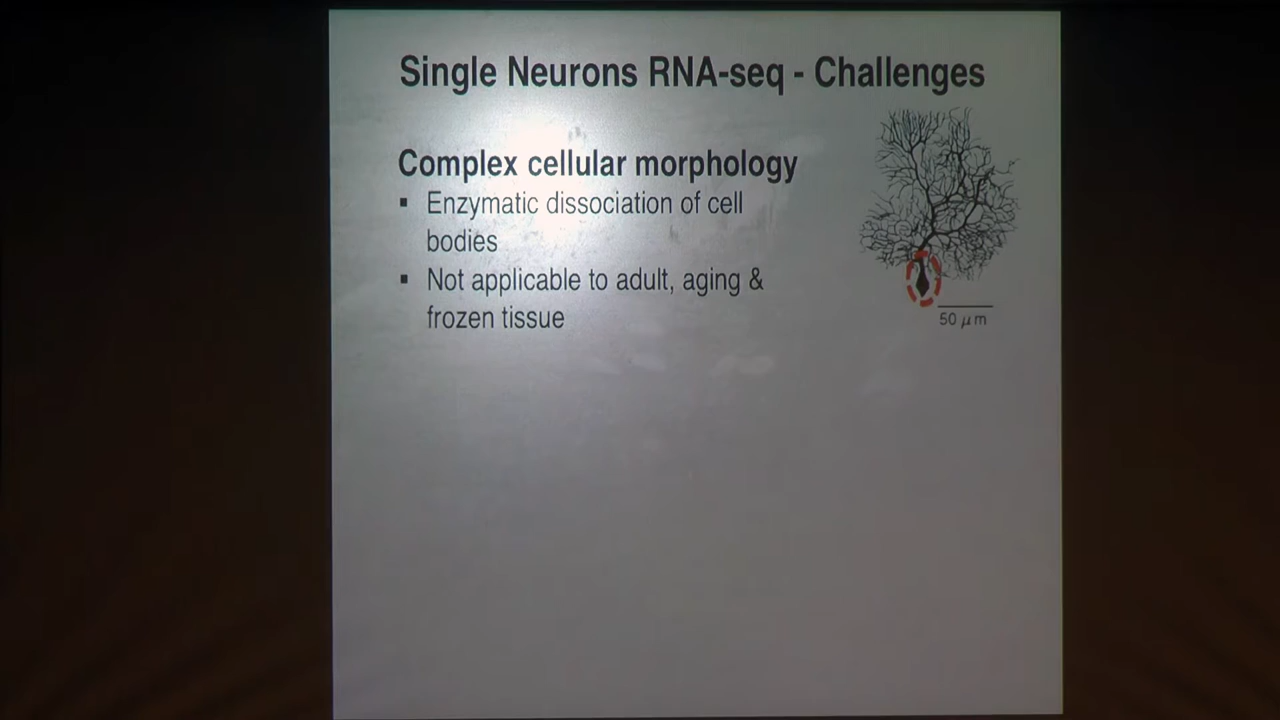 Single Neurons RNA-seq - Challenges
Complex cellular morphology
▪ Enzymatic dissociation of cell
bodies
▪ Not applicable to adult, aging &
frozen tissue
50 μm